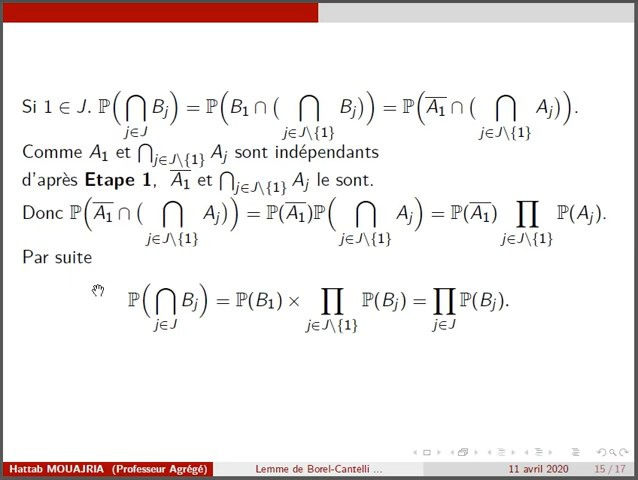 Si 1 ∈ J. ℙ(⋂_{j∈J} B_j) = ℙ(B_1 ∩ (⋂_{j∈J\{1}} B_j)) = ℙ(\overline{A_1} ∩ (⋂_{j∈J\{1}} A_j)).
Comme A_1 et ⋂_{j∈J\{1}} A_j sont indépendants
d'après Etape 1, \overline{A_1} et ⋂_{j∈J\{1}} A_j le sont.
Donc ℙ(\overline{A_1} ∩ (⋂_{j∈J\{1}} A_j)) = ℙ(\overline{A_1})ℙ(⋂_{j∈J\{1}} A_j) = ℙ(\overline{A_1}) ∏_{j∈J\{1}} ℙ(A_j).
Par suite
ℙ(⋂_{j∈J} B_j) = ℙ(B_1) × ∏_{j∈J\{1}} ℙ(B_j) = ∏_{j∈J} ℙ(B_j).
Hattab MOUAJRIA (Professeur Agrégé) Lemme de Borel-Cantelli ... 11 avril 2020 15 / 17